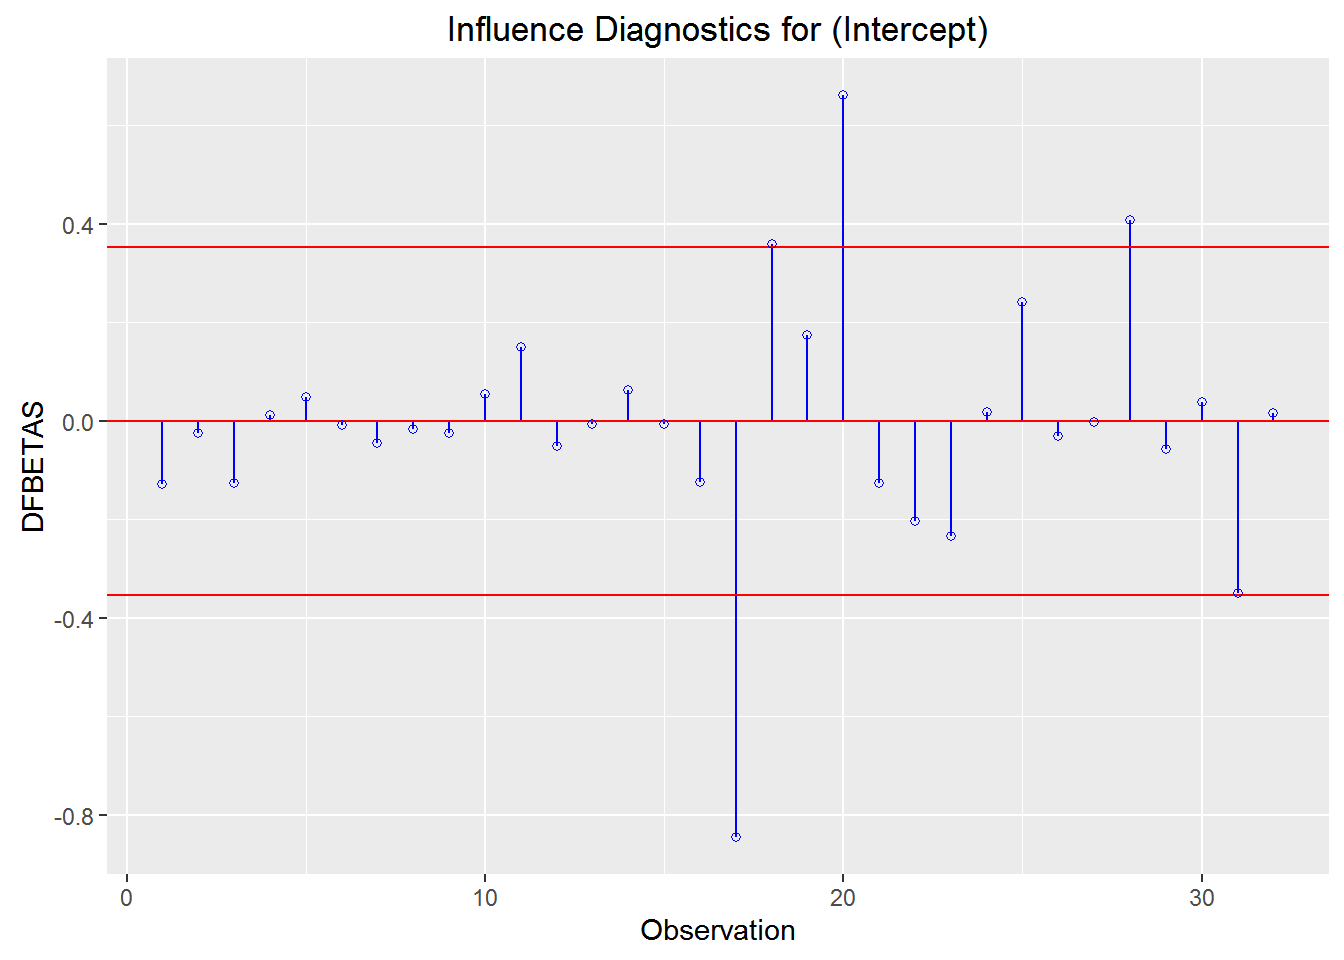 Influence Diagnostics for (Intercept)
DFBETAS
0.4
0.0
-0.4
-0.8
0
10
20
30
Observation